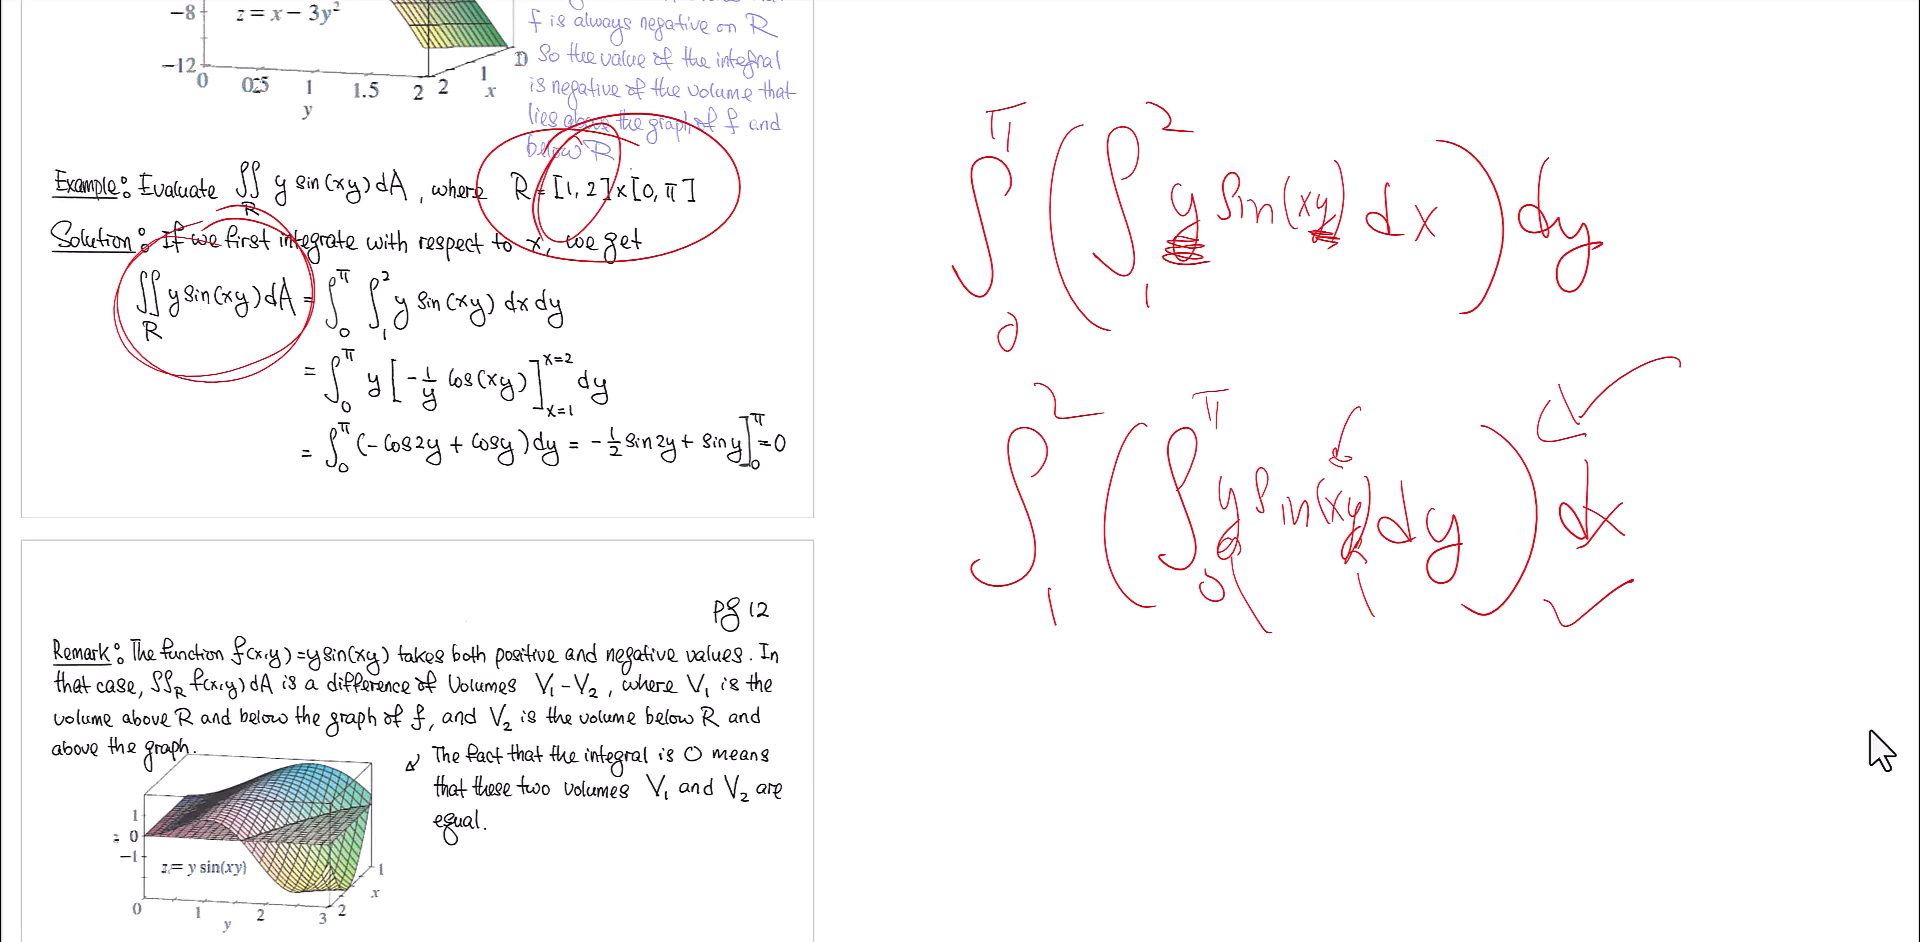 −8
z = x − 3y²
−12
0 0.5 1 1.5 2 2 1 x
y
f is always negative on R
So the value of the integral
is negative of the volume that
lies above the graph of f and
below R
Example: Evaluate ∬_R y sin(xy) dA, where R=[1,2]×[0,π]
Solution: If we first integrate with respect to x, we get
∬_R y sin(xy) dA = ∫_0^π ∫_1^2 y sin(xy) dx dy
= ∫_0^π y [-1/y cos(xy)]_{x=1}^{x=2} dy
= ∫_0^π (-cos2y + cosy) dy = -1/2 sin2y + siny]_0^π = 0
pg 12
Remark: The function f(x,y)=ysin(xy) takes both positive and negative values. In
that case, ∬_R f(x,y)dA is a difference of volumes V₁-V₂, where V₁ is the
volume above R and below the graph of f, and V₂ is the volume below R and
above the graph.
The fact that the integral is 0 means
that these two volumes V₁ and V₂ are
equal.
1
z 0
−1
z = y sin(xy)
0 1 2 3 2
y
1
x
∫_0^π (∫_1^2 y sin(xy) dx) dy
∫_1^2 (∫_0^π y sin(xy) dy) dx